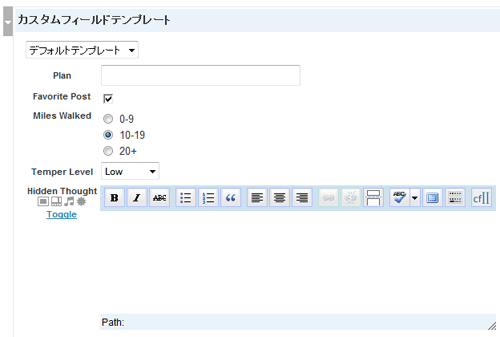 カスタムフィールドテンプレート
デフォルトテンプレート
Plan
Favorite Post
Miles Walked
0-9
10-19
20+
Temper Level Low
Hidden Thought
B I ABC ABC cf
Toggle
Path: